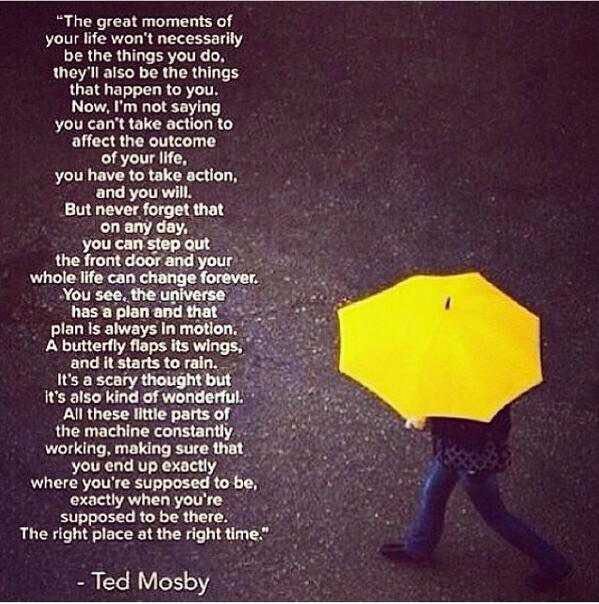 "The great moments of
your life won't necessarily
be the things you do,
they'll also be the things
that happen to you.
Now, I'm not saying
you can't take action to
affect the outcome
of your life,
you have to take action,
and you will.
But never forget that
on any day,
you can step out
the front door and your
whole life can change forever.
You see, the universe
has a plan and that
plan is always in motion.
A butterfly flaps its wings,
and it starts to rain.
It's a scary thought but
it's also kind of wonderful.
All these little parts of
the machine constantly
working, making sure that
you end up exactly
where you're supposed to be,
exactly when you're
supposed to be there.
The right place at the right time."
- Ted Mosby